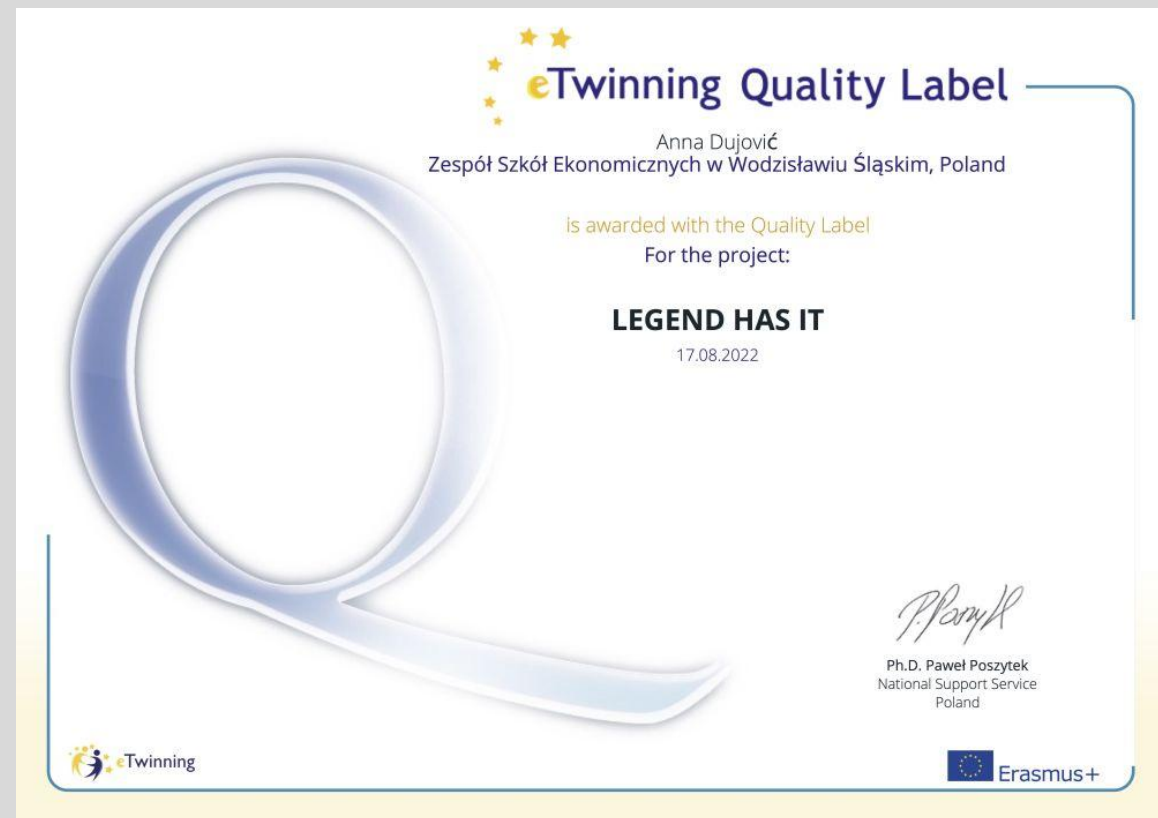 eTwinning Quality Label
Anna Dujović
Zespół Szkół Ekonomicznych w Wodzisławiu Śląskim, Poland
is awarded with the Quality Label
For the project:
LEGEND HAS IT
17.08.2022
Ph.D. Paweł Poszytek
National Support Service
Poland
eTwinning
Erasmus+